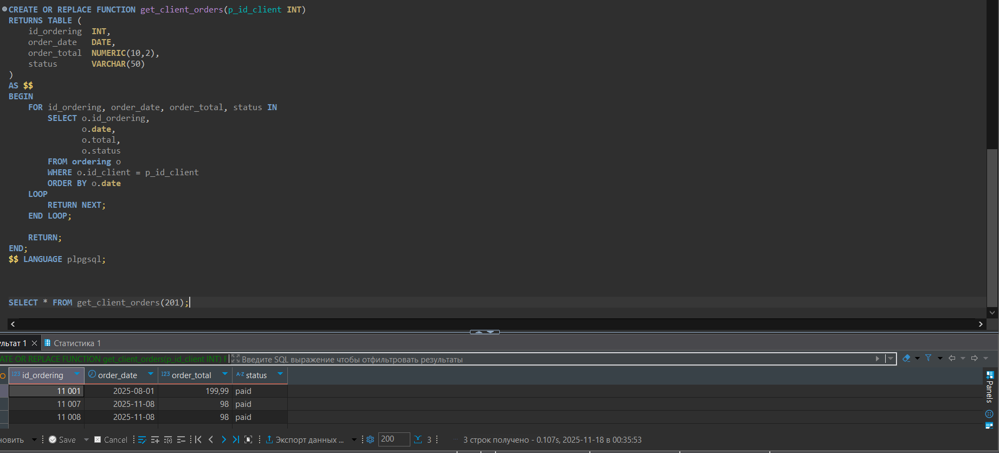 CREATE OR REPLACE FUNCTION get_client_orders(p_id_client INT)
RETURNS TABLE (
    id_ordering  INT,
    order_date   DATE,
    order_total  NUMERIC(10,2),
    status       VARCHAR(50)
)
AS $$
BEGIN
    FOR id_ordering, order_date, order_total, status IN
        SELECT o.id_ordering,
               o.date,
               o.total,
               o.status
        FROM ordering o
        WHERE o.id_client = p_id_client
        ORDER BY o.date
    LOOP
        RETURN NEXT;
    END LOOP;
    RETURN;
END;
$$ LANGUAGE plpgsql;
SELECT * FROM get_client_orders(201);
ультат 1 Статистика 1
ATE OR REPLACE FUNCTION get_client_orders(p_id_client INT) F Введите SQL выражение чтобы отфильтровать результаты
123 id_ordering order_date 123 order_total A-Z status
11 001 2025-08-01 199,99 paid
11 007 2025-11-08 98 paid
11 008 2025-11-08 98 paid
Panels
новить Save Cancel Экспорт данных ... 200 3 3 строк получено - 0.107s, 2025-11-18 в 00:35:53